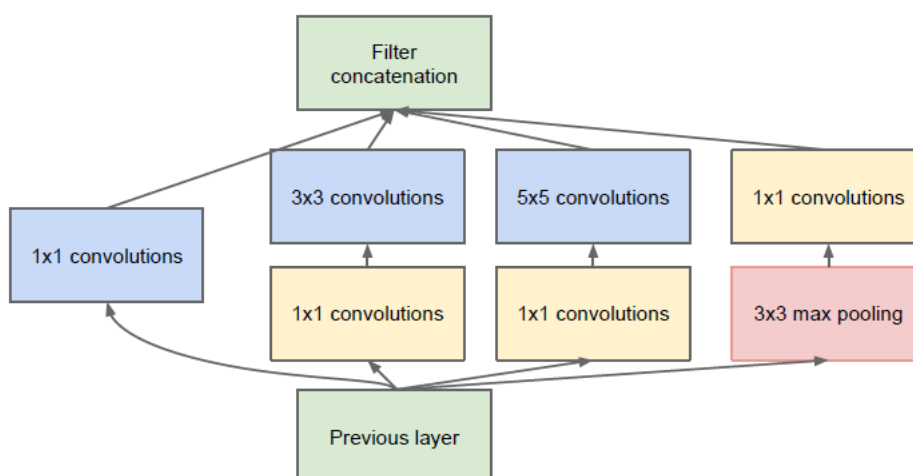 Filter
concatenation
3x3 convolutions
5x5 convolutions
1x1 convolutions
1x1 convolutions
1x1 convolutions
1x1 convolutions
3x3 max pooling
Previous layer